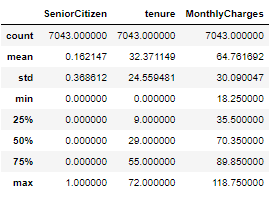 SeniorCitizen tenure MonthlyCharges
count 7043.000000 7043.000000 7043.000000
mean 0.162147 32.371149 64.761692
std 0.368612 24.559481 30.090047
min 0.000000 0.000000 18.250000
25% 0.000000 9.000000 35.500000
50% 0.000000 29.000000 70.350000
75% 0.000000 55.000000 89.850000
max 1.000000 72.000000 118.750000